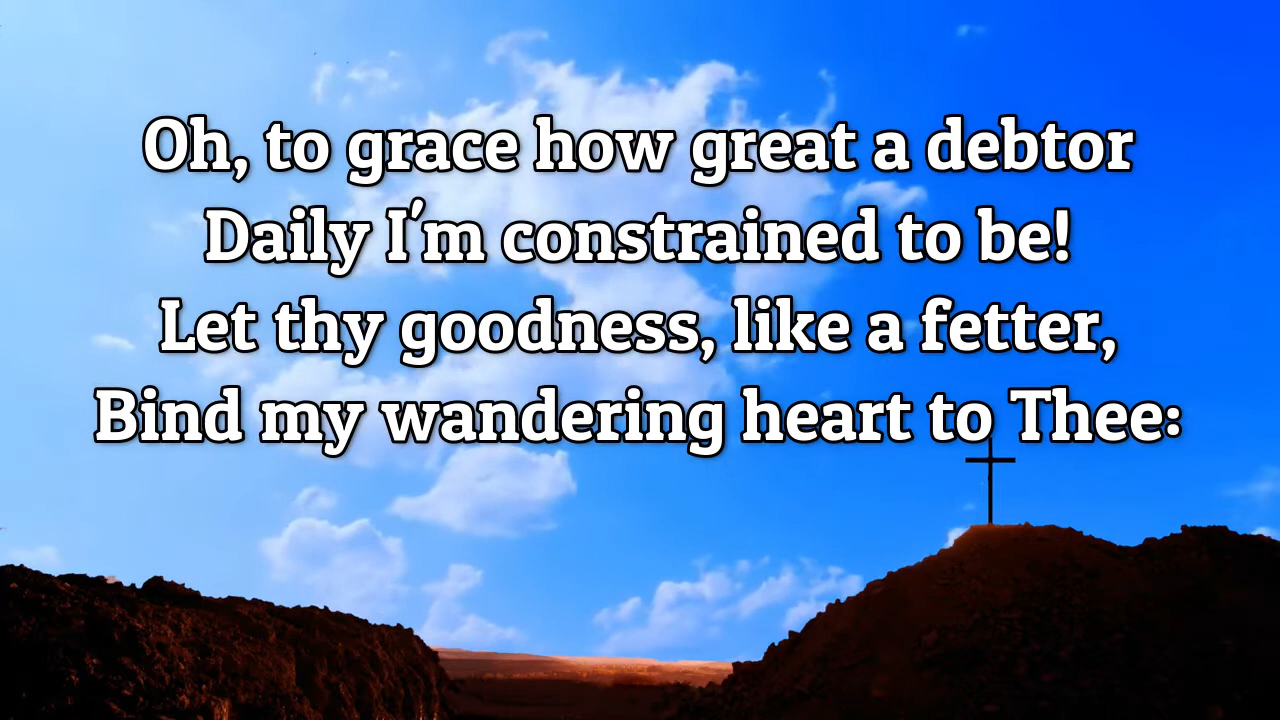 Oh, to grace how great a debtor
Daily I'm constrained to be!
Let thy goodness, like a fetter,
Bind my wandering heart to Thee: